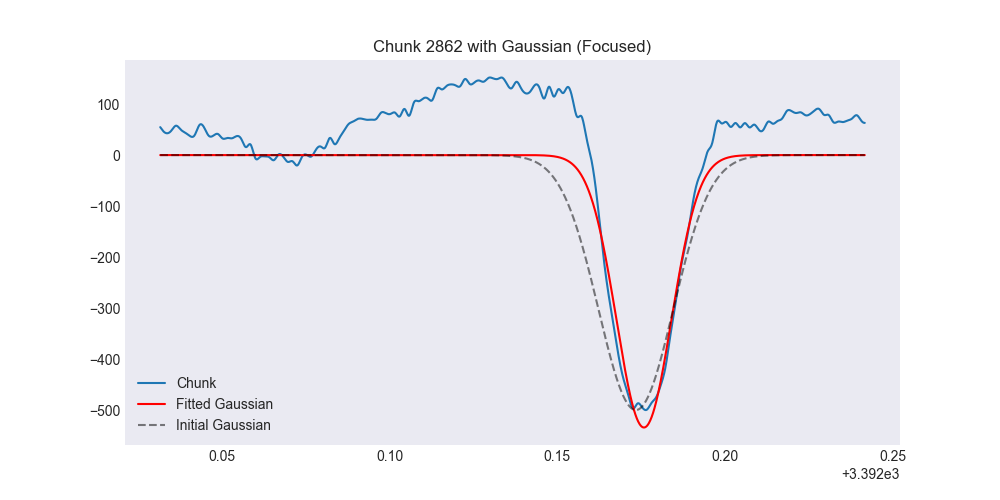 Chunk 2862 with Gaussian (Focused)
100
0
−100
−200
−300
−400
−500
Chunk
Fitted Gaussian
Initial Gaussian
0.05 0.10 0.15 0.20 0.25
+3.392e3